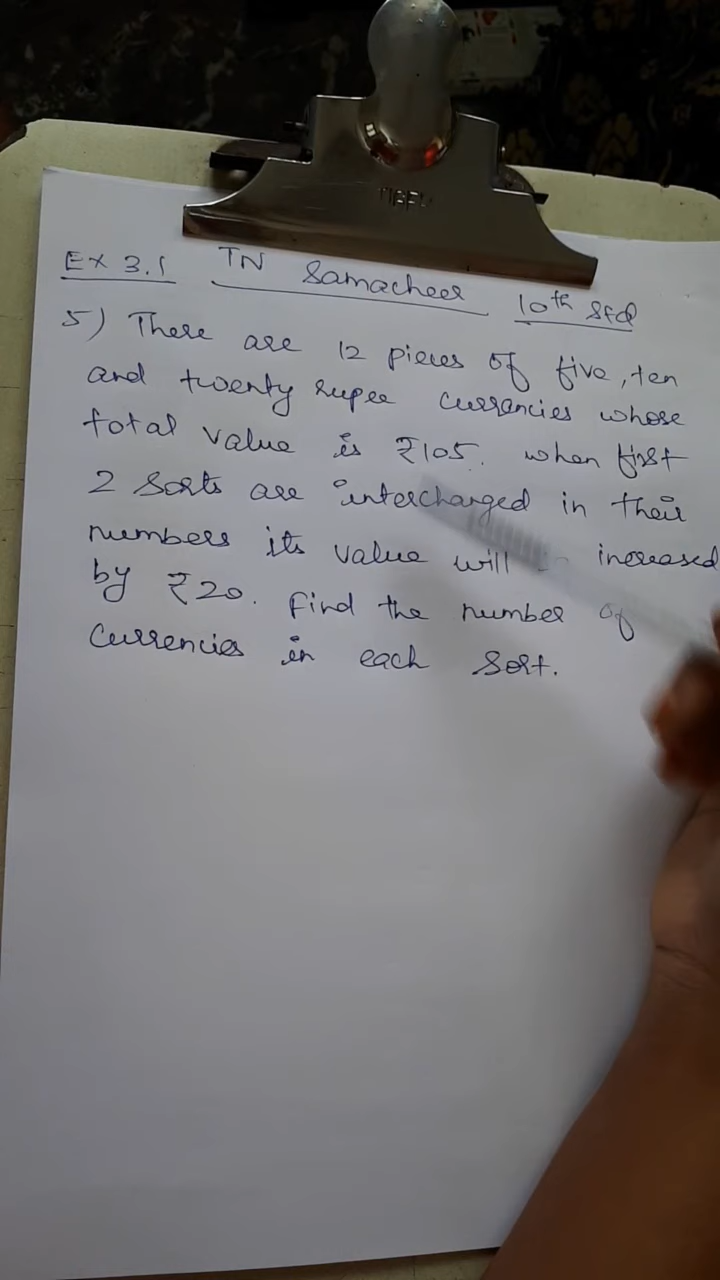 Ex 3.1 TN Samacheer 10th Std
5) There are 12 pieces of five, ten
and twenty rupee currencies whose
total value is ₹105. when first
2 sorts are interchanged in their
numbers its value will increased
by ₹20. Find the number of
Currencies in each sort.